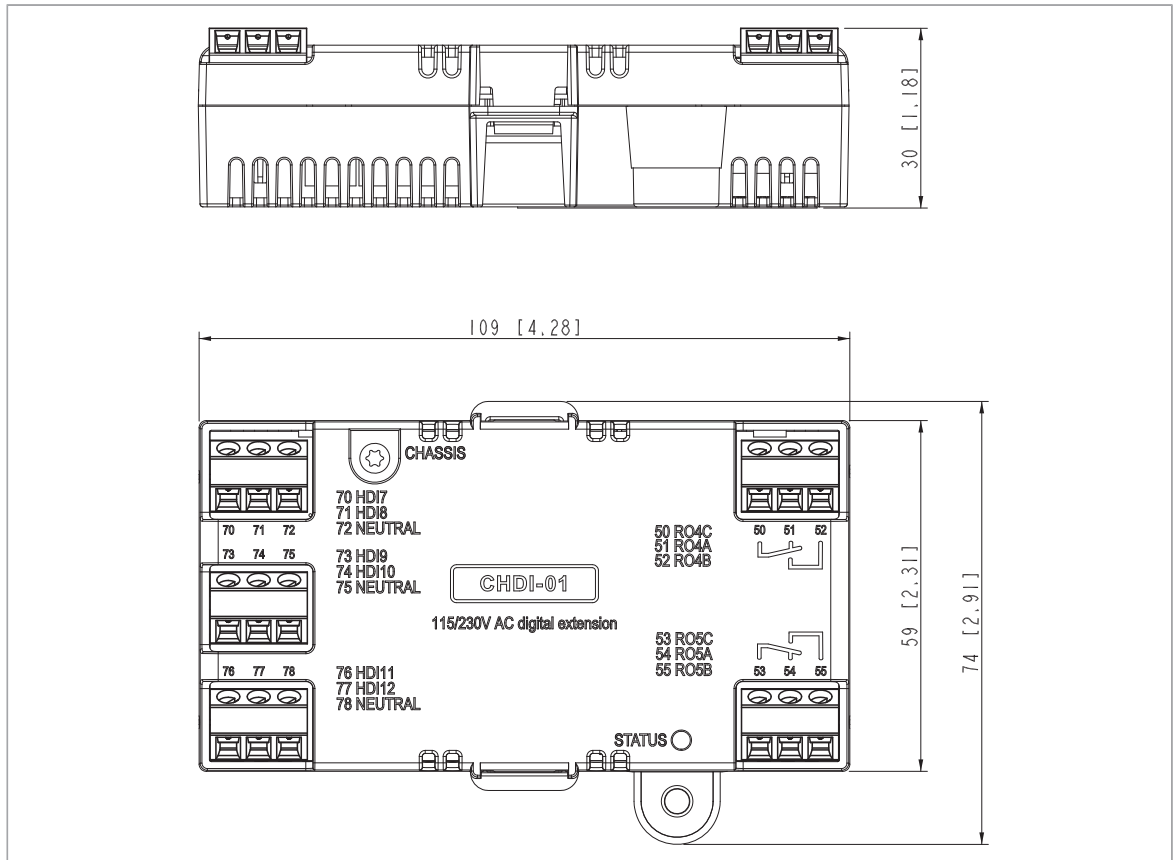 30 [1.18]
109 [4.28]
CHASSIS
70 HDI7
71 HDI8
72 NEUTRAL
70 71 72
73 74 75
73 HDI9
74 HDI10
75 NEUTRAL
50 RO4C
51 RO4A
52 RO4B
50 51 52
CHDI-01
115/230V AC digital extension
59 [2.31]
74 [2.91]
53 RO5C
54 RO5A
55 RO5B
53 54 55
76 77 78
76 HDI11
77 HDI12
78 NEUTRAL
STATUS